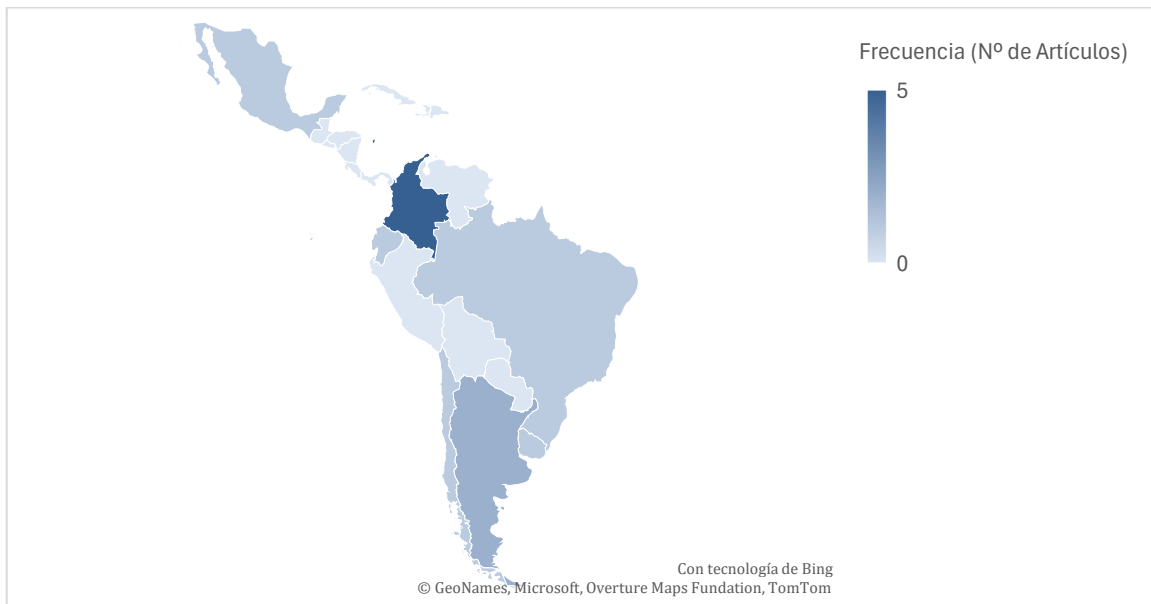 Frecuencia (Nº de Artículos)
5
0
Con tecnología de Bing
© GeoNames, Microsoft, Overture Maps Fundation, TomTom